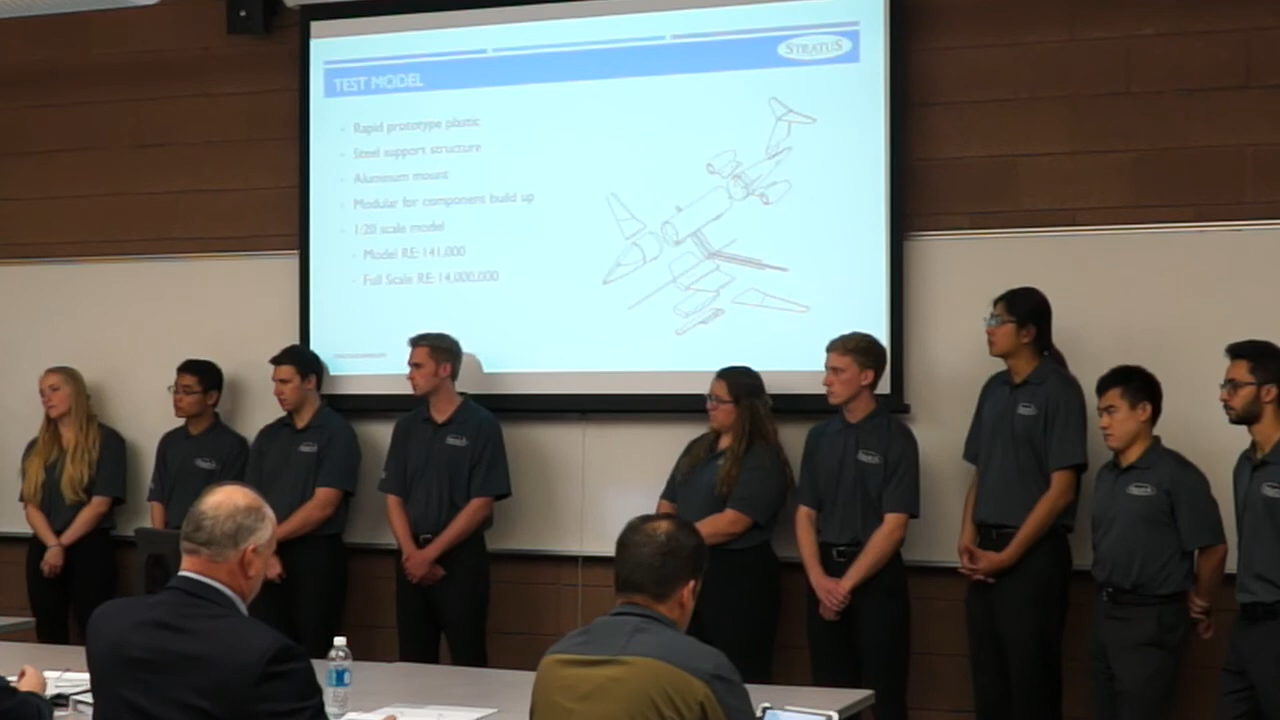 STRATUS
TEST MODEL
Rapid prototype plastic
Steel support structure
Aluminum mount
Modular for component build up
1/20 scale model
Model RE: 141,000
Full Scale RE: 14,000,000